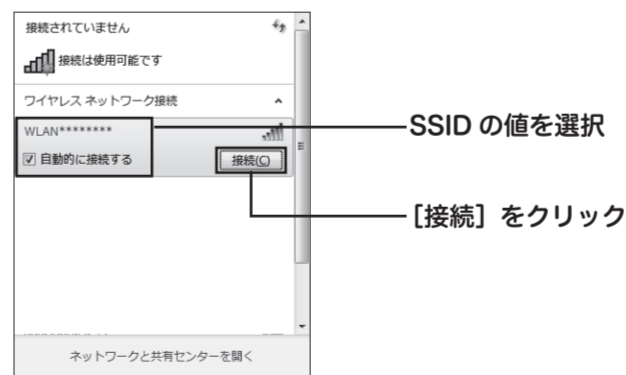 接続されていません
接続は使用可能です
ワイヤレス ネットワーク接続
WLAN********
自動的に接続する
接続(C)
SSID の値を選択
[接続] をクリック
ネットワークと共有センターを開く